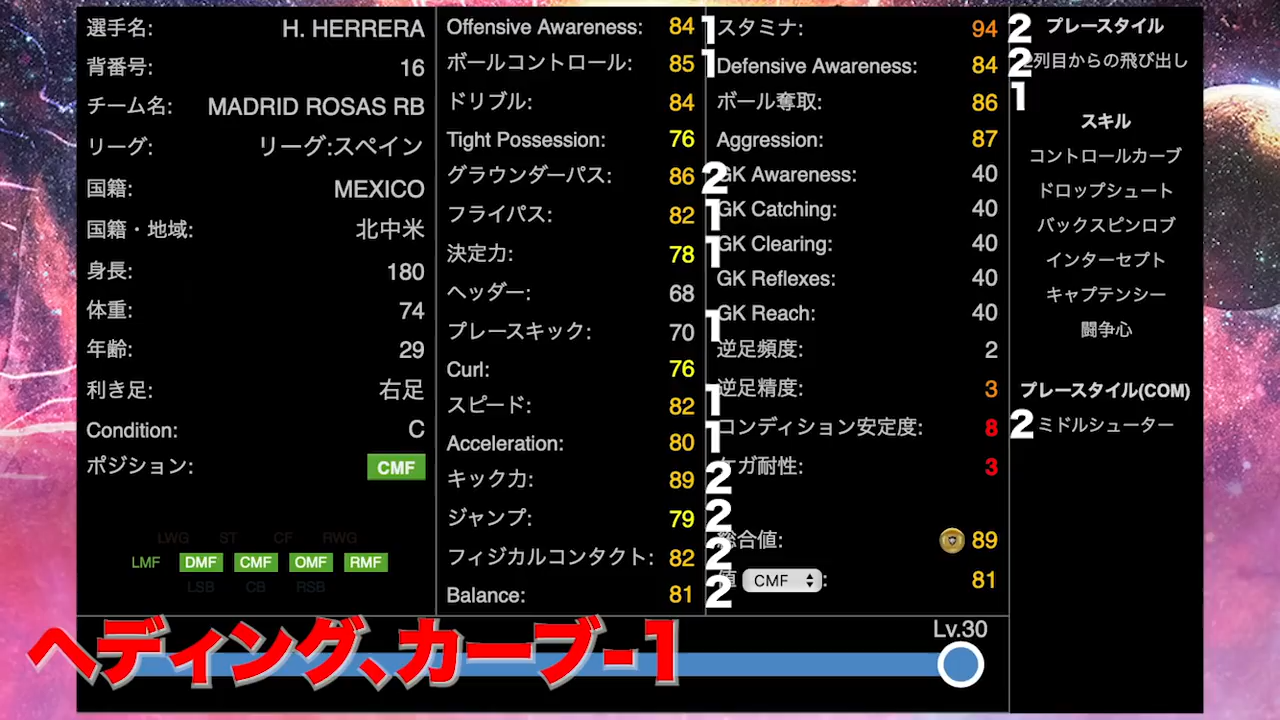 選手名: H. HERRERA
背番号: 16
チーム名: MADRID ROSAS RB
リーグ: リーグ:スペイン
国籍: MEXICO
国籍・地域: 北中米
身長: 180
体重: 74
年齢: 29
利き足: 右足
Condition: C
ポジション: CMF
LWG ST CF RWG
LMF DMF CMF OMF RMF
LSB CB RSB
Offensive Awareness: 84 1
ボールコントロール: 85 1
ドリブル: 84
Tight Possession: 76
グラウンダーパス: 86 2
フライパス: 82 1
決定力: 78 1
ヘッダー: 68
プレースキック: 70 1
Curl: 76
スピード: 82 1
Acceleration: 80 1
キック力: 89 2
ジャンプ: 79 2
フィジカルコンタクト: 82 2
Balance: 81 2
スタミナ: 94 2
Defensive Awareness: 84 2
ボール奪取: 86 1
Aggression: 87
GK Awareness: 40
GK Catching: 40
GK Clearing: 40
GK Reflexes: 40
GK Reach: 40
逆足頻度: 2
逆足精度: 3
コンディション安定度: 8 2
ケガ耐性: 3
総合値: 89
値 CMF : 81
プレースタイル
2列目からの飛び出し
スキル
コントロールカーブ
ドロップシュート
バックスピンロブ
インターセプト
キャプテンシー
闘争心
プレースタイル(COM)
ミドルシューター
Lv.30
ヘディング、カーブ-1